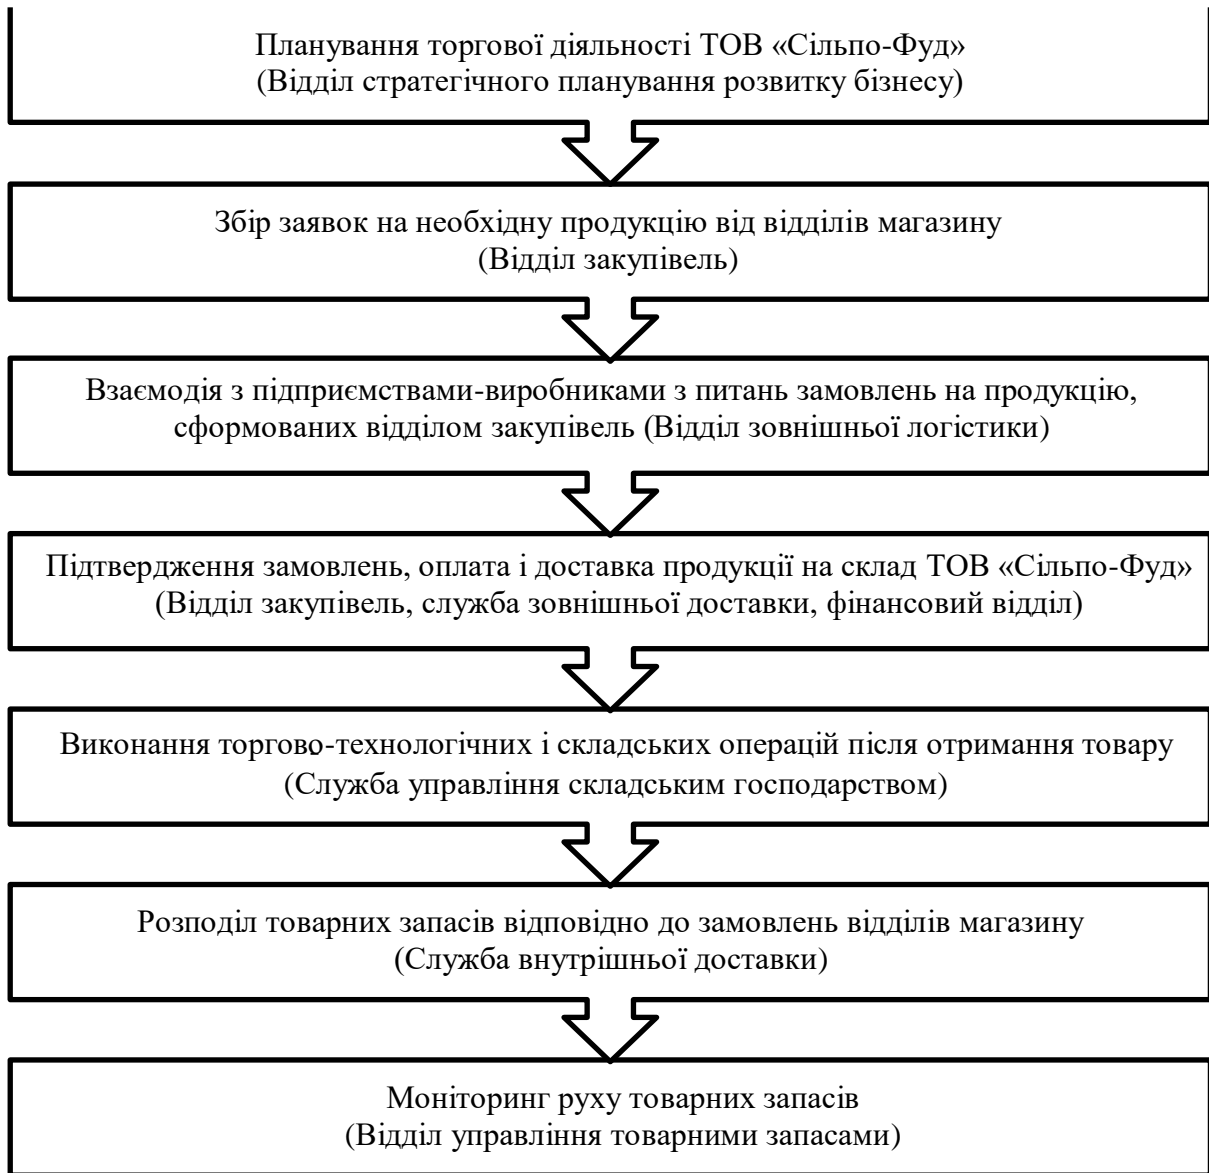 Планування торгової діяльності ТОВ «Сільпо-Фуд»
(Відділ стратегічного планування розвитку бізнесу)
Збір заявок на необхідну продукцію від відділів магазину
(Відділ закупівель)
Взаємодія з підприємствами-виробниками з питань замовлень на продукцію,
сформованих відділом закупівель (Відділ зовнішньої логістики)
Підтвердження замовлень, оплата і доставка продукції на склад ТОВ «Сільпо-Фуд»
(Відділ закупівель, служба зовнішньої доставки, фінансовий відділ)
Виконання торгово-технологічних і складських операцій після отримання товару
(Служба управління складським господарством)
Розподіл товарних запасів відповідно до замовлень відділів магазину
(Служба внутрішньої доставки)
Моніторинг руху товарних запасів
(Відділ управління товарними запасами)